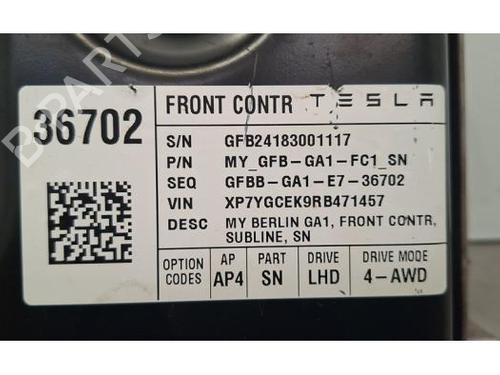 36702
FRONT CONTR TESLA
S/N GFB24183001117
P/N MY_GFB-GA1-FC1_SN
SEQ GFBB-GA1-E7-36702
VIN XP7YGCEK9RB471457
DESC MY BERLIN GA1, FRONT CONTR,
SUBLINE, SN
OPTION CODES AP AP4 PART SN DRIVE LHD DRIVE MODE 4-AWD
B-PARTS